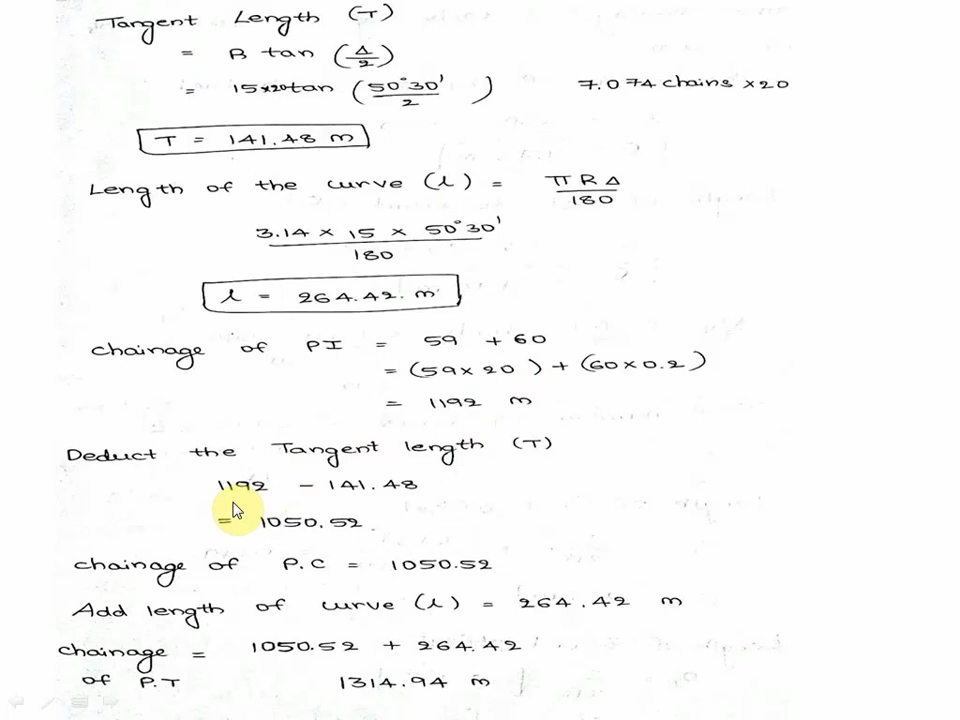 Tangent Length (T)
= R tan (Δ/2)
= 15×20 tan (50°30'/2) 7.074 chains ×20
T = 141.48 m
Length of the curve (l) = πRΔ/180
3.14 × 15 × 50°30'/180
l = 264.42. m
chainage of PI = 59 + 60
= (59×20) + (60×0.2)
= 1192 m
Deduct the Tangent length (T)
1192 – 141.48
= 1050.52
chainage of P.C = 1050.52
Add length of curve (l) = 264.42 m
chainage = 1050.52 + 264.42
of P.T 1314.94 m